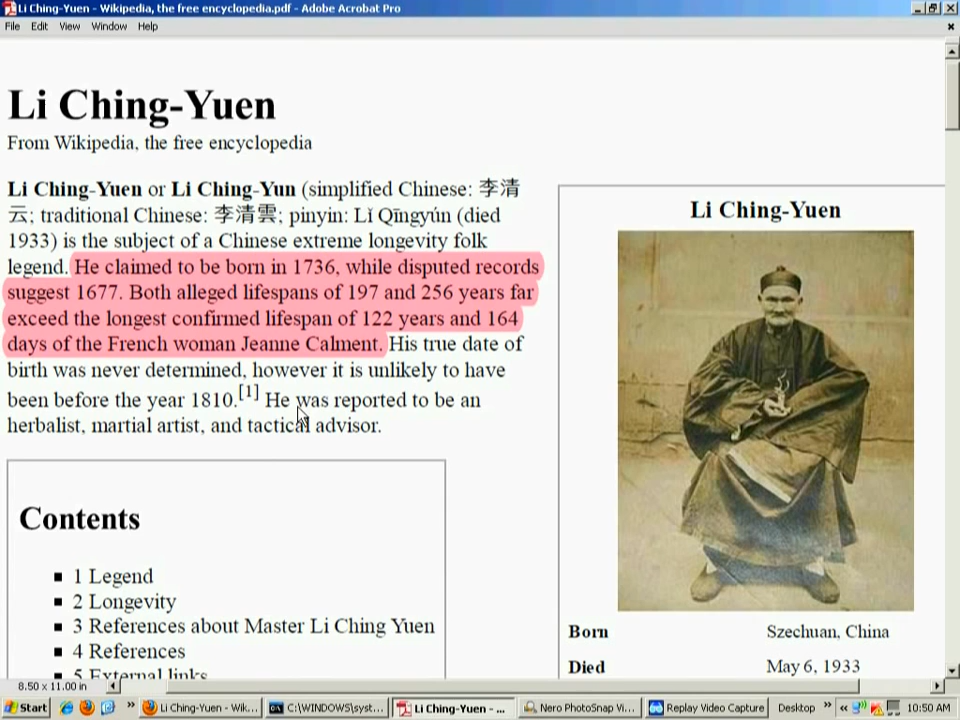 Li Ching-Yuen - Wikipedia, the free encyclopedia.pdf - Adobe Acrobat Pro
File Edit View Window Help
Li Ching-Yuen
From Wikipedia, the free encyclopedia
Li Ching-Yuen or Li Ching-Yun (simplified Chinese: 李清
云; traditional Chinese: 李清雲; pinyin: Lǐ Qīngyún (died
1933) is the subject of a Chinese extreme longevity folk
legend. He claimed to be born in 1736, while disputed records
suggest 1677. Both alleged lifespans of 197 and 256 years far
exceed the longest confirmed lifespan of 122 years and 164
days of the French woman Jeanne Calment. His true date of
birth was never determined, however it is unlikely to have
been before the year 1810.[1] He was reported to be an
herbalist, martial artist, and tactical advisor.
Li Ching-Yuen
Born Szechuan, China
Died May 6, 1933
Contents
1 Legend
2 Longevity
3 References about Master Li Ching Yuen
4 References
5 External links
8.50 x 11.00 in
Start » Li Ching-Yuen - Wik... C:\WINDOWS\syst... Li Ching-Yuen - ... Nero PhotoSnap Vi... Replay Video Capture Desktop » « 10:50 AM